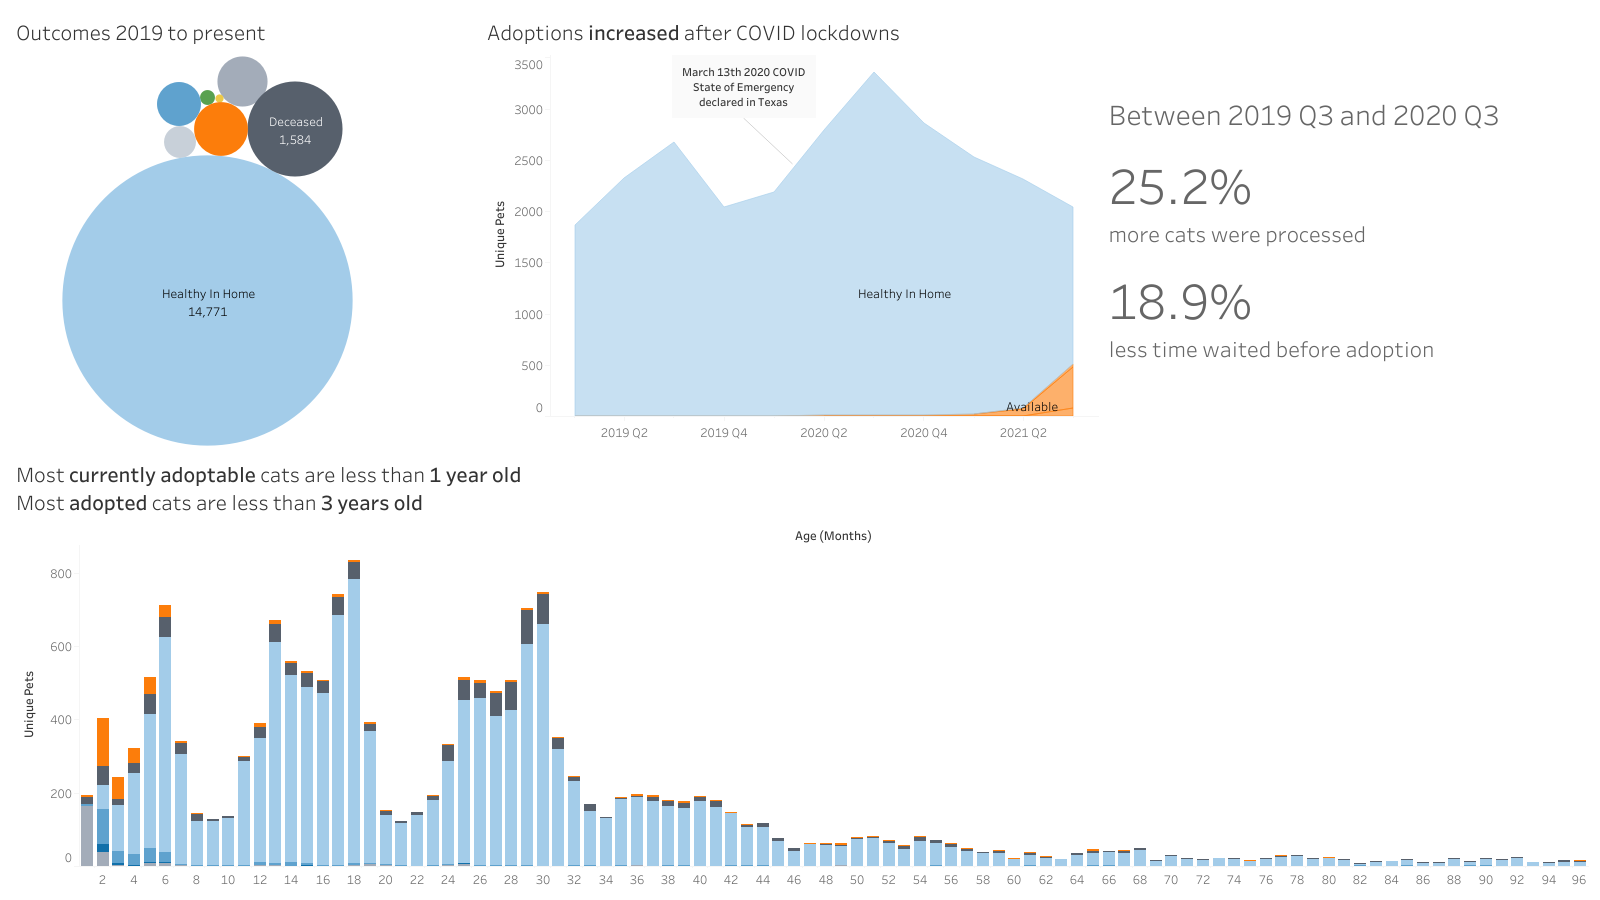 Outcomes 2019 to present
Deceased
1,584
Healthy In Home
14,771
Adoptions increased after COVID lockdowns
March 13th 2020 COVID
State of Emergency
declared in Texas
Unique Pets
3500
3000
2500
2000
1500
1000
500
0
Healthy In Home
Available
2019 Q2 2019 Q4 2020 Q2 2020 Q4 2021 Q2
Between 2019 Q3 and 2020 Q3
25.2%
more cats were processed
18.9%
less time waited before adoption
Most currently adoptable cats are less than 1 year old
Most adopted cats are less than 3 years old
Age (Months)
Unique Pets
800
600
400
200
0
2 4 6 8 10 12 14 16 18 20 22 24 26 28 30 32 34 36 38 40 42 44 46 48 50 52 54 56 58 60 62 64 66 68 70 72 74 76 78 80 82 84 86 88 90 92 94 96